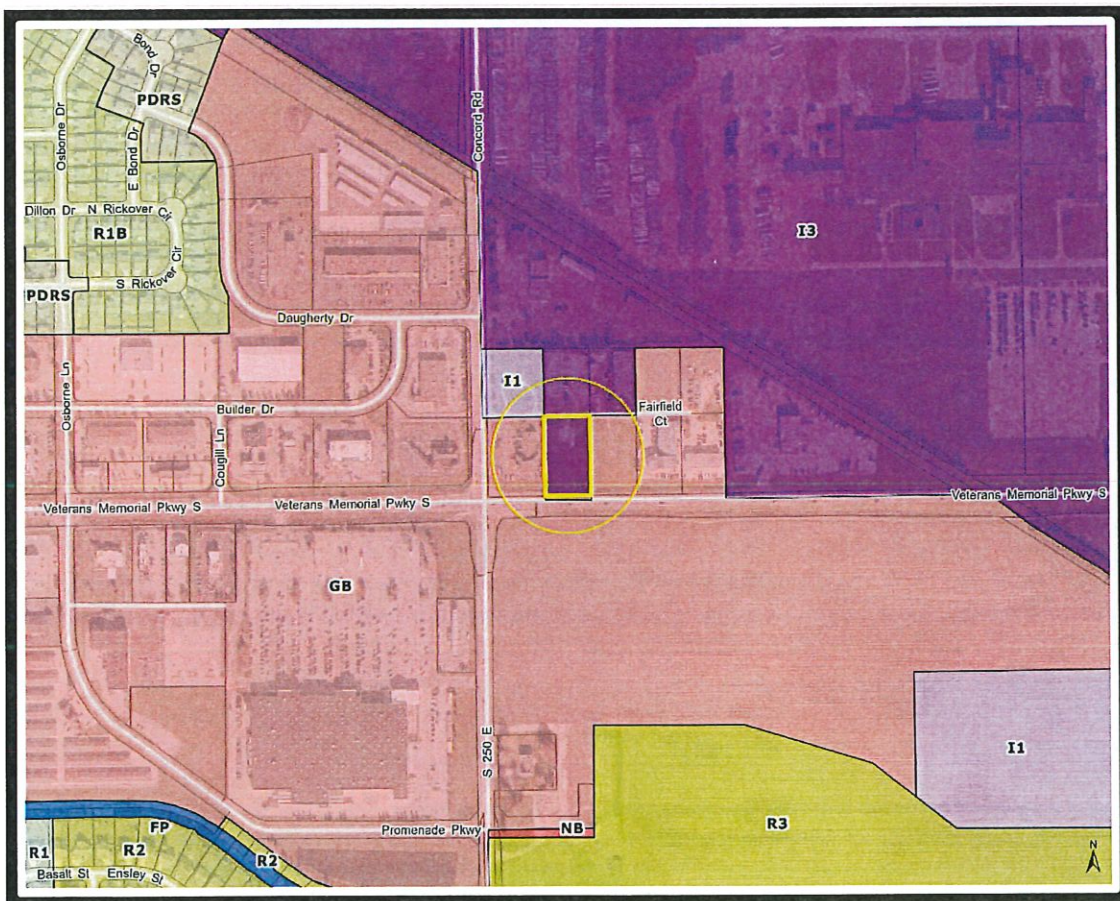 Bond Dr
PDRS
Osborne Dr
E Bond Dr
Concord Rd
Dillon Dr
N Rickover Cir
R1B
I3
S Rickover Cir
PDRS
Daugherty Dr
Osborne Ln
I1
Builder Dr
Fairfield
Ct
Cougill Ln
Veterans Memorial Pkwy S
Veterans Memorial Pwky S
Veterans Memorial Pkwy S
GB
S 250 E
I1
FP
Promenade Pkwy
NB
R3
R1
R2
R2
Basalt St
Ensley St
N